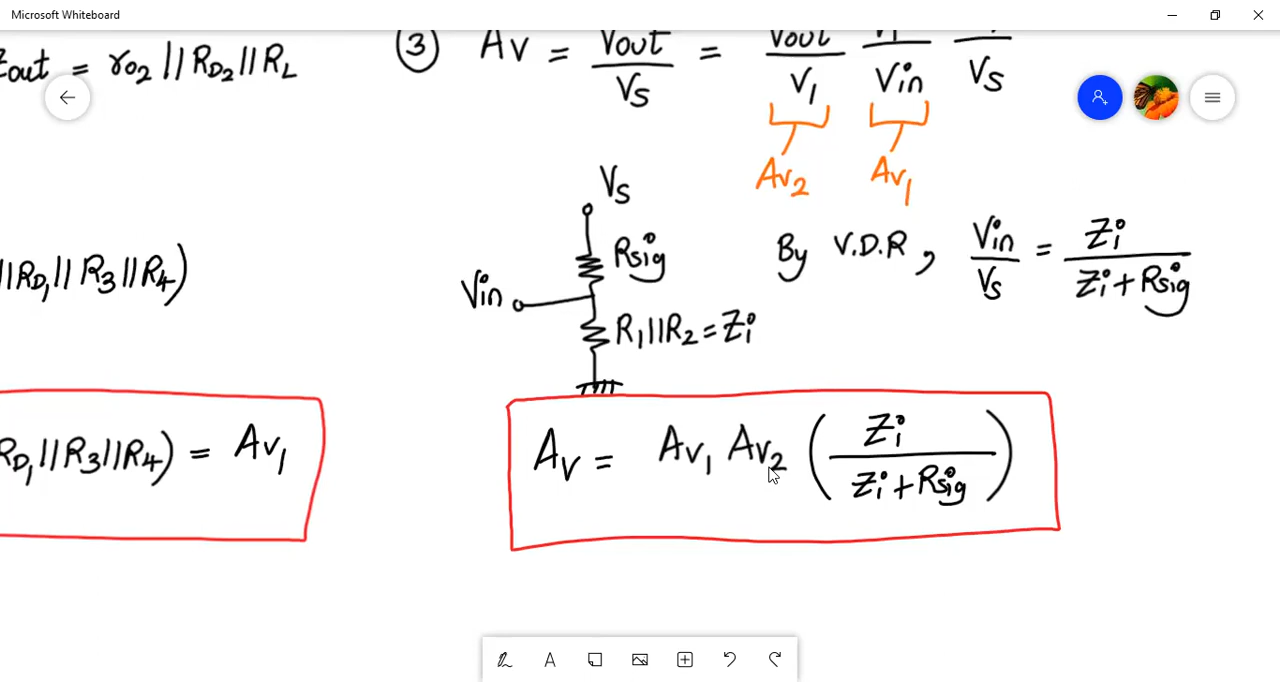 Microsoft Whiteboard
Zout = ro2 || RD2 || RL
③ Av = Vout/Vs = Vout/V1 V1/Vin Vin/Vs
Av2 Av1
Vs
Rsig
Vin
R1||R2 = Zi
By V.D.R, Vin/Vs = Zi/(Zi + Rsig)
||RD1||R3||R4)
RD1||R3||R4) = Av1
Av = Av1 Av2 (Zi/(Zi + Rsig))
A